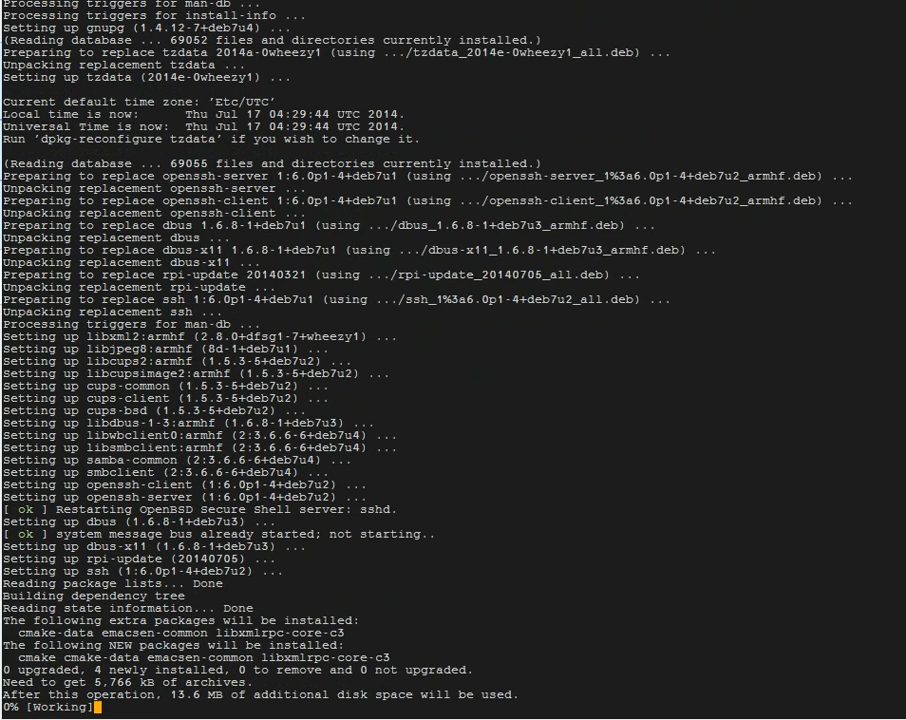 Processing triggers for man-db ...
Processing triggers for install-info ...
Setting up gnupg (1.4.12-7+deb7u4) ...
(Reading database ... 69052 files and directories currently installed.)
Preparing to replace tzdata 2014a-0wheezy1 (using .../tzdata_2014e-0wheezy1_all.deb) ...
Unpacking replacement tzdata ...
Setting up tzdata (2014e-0wheezy1) ...
Current default time zone: 'Etc/UTC'
Local time is now:      Thu Jul 17 04:29:44 UTC 2014.
Universal Time is now:  Thu Jul 17 04:29:44 UTC 2014.
Run 'dpkg-reconfigure tzdata' if you wish to change it.
(Reading database ... 69055 files and directories currently installed.)
Preparing to replace openssh-server 1:6.0p1-4+deb7u1 (using .../openssh-server_1%3a6.0p1-4+deb7u2_armhf.deb) ...
Unpacking replacement openssh-server ...
Preparing to replace openssh-client 1:6.0p1-4+deb7u1 (using .../openssh-client_1%3a6.0p1-4+deb7u2_armhf.deb) ...
Unpacking replacement openssh-client ...
Preparing to replace dbus 1.6.8-1+deb7u1 (using .../dbus_1.6.8-1+deb7u3_armhf.deb) ...
Unpacking replacement dbus ...
Preparing to replace dbus-x11 1.6.8-1+deb7u1 (using .../dbus-x11_1.6.8-1+deb7u3_armhf.deb) ...
Unpacking replacement dbus-x11 ...
Preparing to replace rpi-update 20140321 (using .../rpi-update_20140705_all.deb) ...
Unpacking replacement rpi-update ...
Preparing to replace ssh 1:6.0p1-4+deb7u1 (using .../ssh_1%3a6.0p1-4+deb7u2_all.deb) ...
Unpacking replacement ssh ...
Processing triggers for man-db ...
Setting up libxml2:armhf (2.8.0+dfsg1-7+wheezy1) ...
Setting up libjpeg8:armhf (8d-1+deb7u1) ...
Setting up libcups2:armhf (1.5.3-5+deb7u2) ...
Setting up libcupsimage2:armhf (1.5.3-5+deb7u2) ...
Setting up cups-common (1.5.3-5+deb7u2) ...
Setting up cups-client (1.5.3-5+deb7u2) ...
Setting up cups-bsd (1.5.3-5+deb7u2) ...
Setting up libdbus-1-3:armhf (1.6.8-1+deb7u3) ...
Setting up libwbclient0:armhf (2:3.6.6-6+deb7u4) ...
Setting up libsmbclient:armhf (2:3.6.6-6+deb7u4) ...
Setting up samba-common (2:3.6.6-6+deb7u4) ...
Setting up smbclient (2:3.6.6-6+deb7u4) ...
Setting up openssh-client (1:6.0p1-4+deb7u2) ...
Setting up openssh-server (1:6.0p1-4+deb7u2) ...
[ ok ] Restarting OpenBSD Secure Shell server: sshd.
Setting up dbus (1.6.8-1+deb7u3) ...
[ ok ] system message bus already started; not starting..
Setting up dbus-x11 (1.6.8-1+deb7u3) ...
Setting up rpi-update (20140705) ...
Setting up ssh (1:6.0p1-4+deb7u2) ...
Reading package lists... Done
Building dependency tree
Reading state information... Done
The following extra packages will be installed:
  cmake-data emacsen-common libxmlrpc-core-c3
The following NEW packages will be installed:
  cmake cmake-data emacsen-common libxmlrpc-core-c3
0 upgraded, 4 newly installed, 0 to remove and 0 not upgraded.
Need to get 5,766 kB of archives.
After this operation, 13.6 MB of additional disk space will be used.
0% [Working]